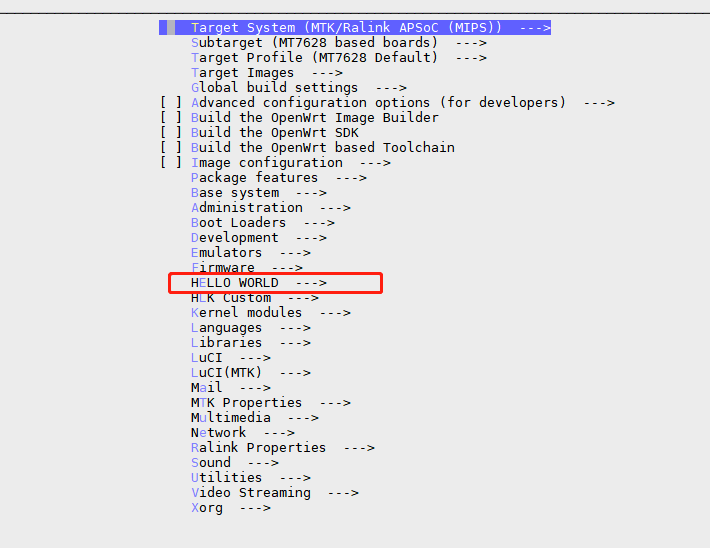 Target System (MTK/Ralink APSoC (MIPS))  --->
Subtarget (MT7628 based boards)  --->
Target Profile (MT7628 Default)  --->
Target Images  --->
Global build settings  --->
[ ] Advanced configuration options (for developers)  --->
[ ] Build the OpenWrt Image Builder
[ ] Build the OpenWrt SDK
[ ] Build the OpenWrt based Toolchain
[ ] Image configuration  --->
Package features  --->
Base system  --->
Administration  --->
Boot Loaders  --->
Development  --->
Emulators  --->
Firmware  --->
HELLO WORLD  --->
HLK Custom  --->
Kernel modules  --->
Languages  --->
Libraries  --->
LuCI  --->
LuCI(MTK)  --->
Mail  --->
MTK Properties  --->
Multimedia  --->
Network  --->
Ralink Properties  --->
Sound  --->
Utilities  --->
Video Streaming  --->
Xorg  --->